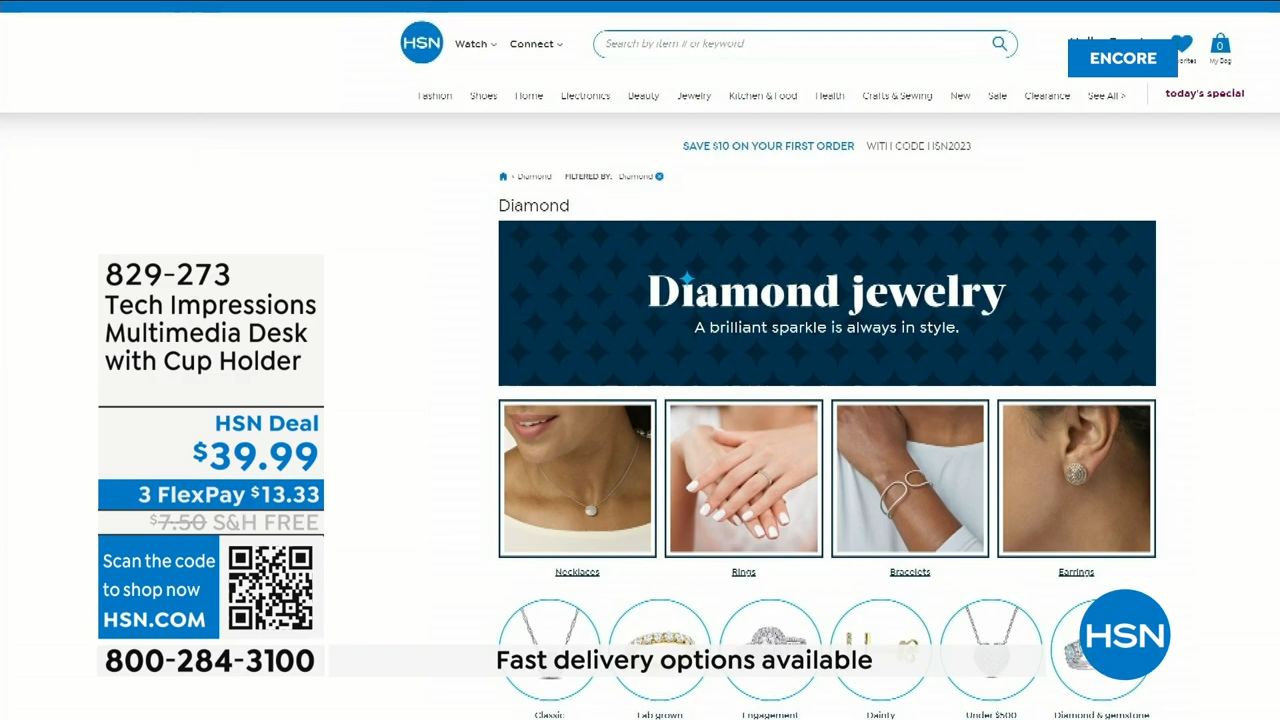 HSN
Watch
Connect
Search by item # or keyword
ENCORE
0
My Bag
Fashion
Shoes
Home
Electronics
Beauty
Jewelry
Kitchen & Food
Health
Crafts & Sewing
New
Sale
Clearance
See All >
today's special
SAVE $10 ON YOUR FIRST ORDER WITH CODE HSN2023
Diamond FILTERED BY: Diamond
Diamond
Diamond jewelry
A brilliant sparkle is always in style.
829-273
Tech Impressions
Multimedia Desk
with Cup Holder
HSN Deal
$39.99
3 FlexPay $13.33
$7.50 S&H FREE
Scan the code
to shop now
HSN.COM
800-284-3100
Necklaces
Rings
Bracelets
Earrings
HSN
Fast delivery options available
Classic
Lab grown
Engagement
Dainty
Under $500
Diamond & gemstone